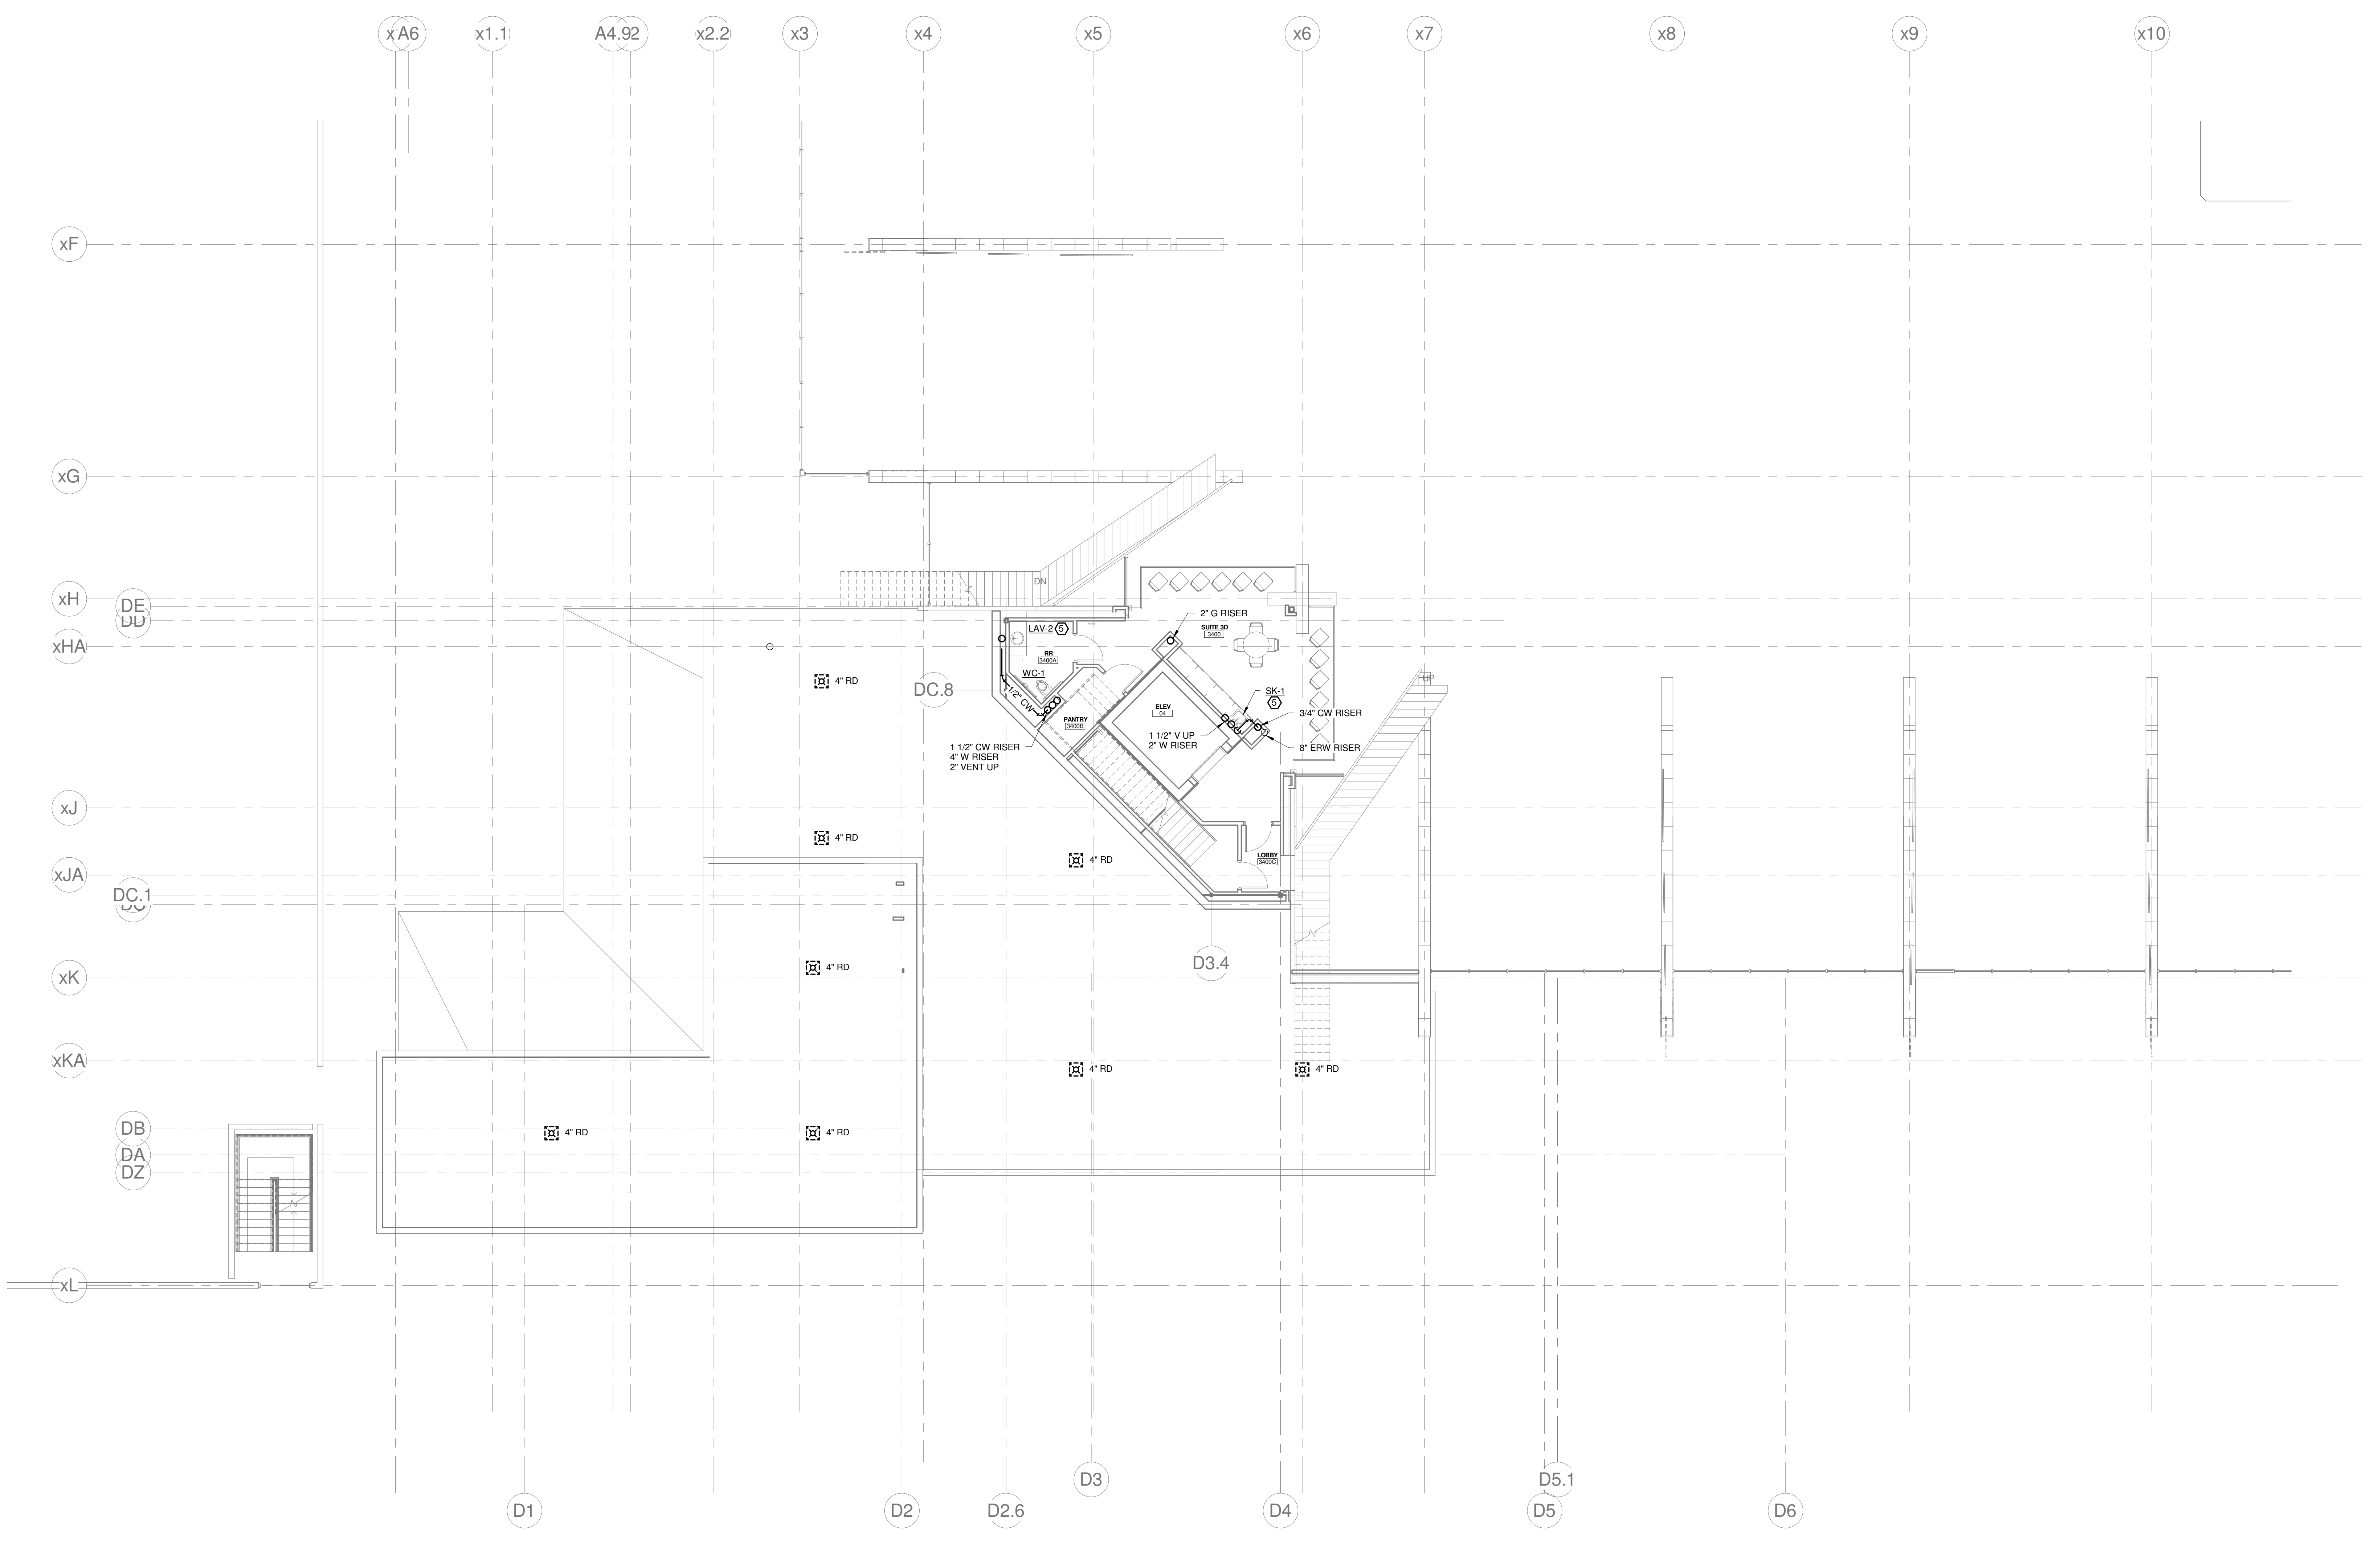 A6
x1.1
A4.9
2
x2.2
x3
x4
x5
x6
x7
x8
x9
x10
xF
xG
DN
xH
DE
DD
2" G RISER
LAV-2
5
SUITE 3D
3400
xHA
RR
3400A
WC-1
UP
4" RD
DC.8
1 1/2" CW
SK-1
5
ELEV
04
3/4" CW RISER
PANTRY
3400B
1 1/2" V UP
2" W RISER
1 1/2" CW RISER
4" W RISER
2" VENT UP
8" ERW RISER
xJ
4" RD
LOBBY
3400C
4" RD
xJA
DC.1
D3.4
4" RD
xK
xKA
4" RD
4" RD
DB
4" RD
4" RD
DA
DZ
xL
D3
D5.1
D1
D2
D2.6
D4
D5
D6